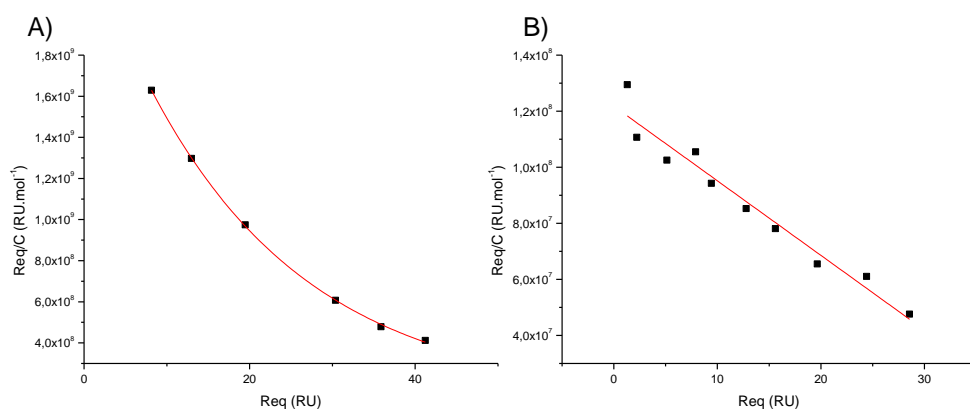 A)
1,8x10⁹
1,6x10⁹
1,4x10⁹
1,2x10⁹
1,0x10⁹
8,0x10⁸
6,0x10⁸
4,0x10⁸
Req/C (RU.mol⁻¹)
0
20
40
Req (RU)
B)
1,4x10⁸
1,2x10⁸
1,0x10⁸
8,0x10⁷
6,0x10⁷
4,0x10⁷
Req/C (RU.mol⁻¹)
0
10
20
30
Req (RU)